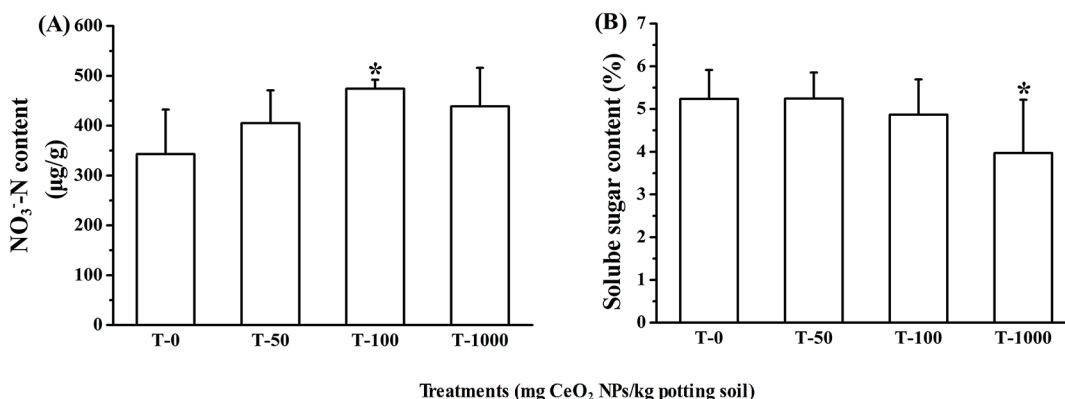 (A)
NO₃⁻-N content
(μg/g)
600
500
400
300
200
100
0
*
T-0 T-50 T-100 T-1000
(B)
Solube sugar content (%)
7
6
5
4
3
2
1
0
*
T-0 T-50 T-100 T-1000
Treatments (mg CeO₂ NPs/kg potting soil)